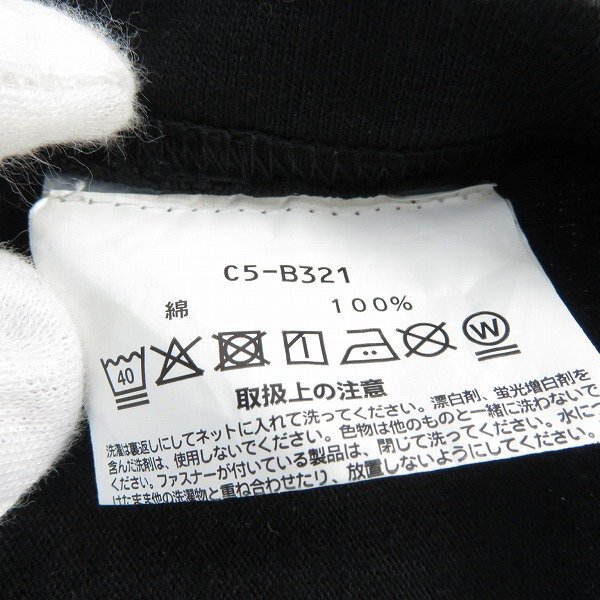 C5-B321
綿 100%
40 W
取扱上の注意
洗濯は裏返しにしてネットに入れて洗ってください。漂白剤、蛍光増白剤を
含んだ洗剤は、使用しないでください。色物は他のものと一緒に洗わないで
ください。ファスナーが付いている製品は、閉じて洗ってください。水に
けたまま他の洗濯物と重ね合わせたり、放置しないようにしてください。